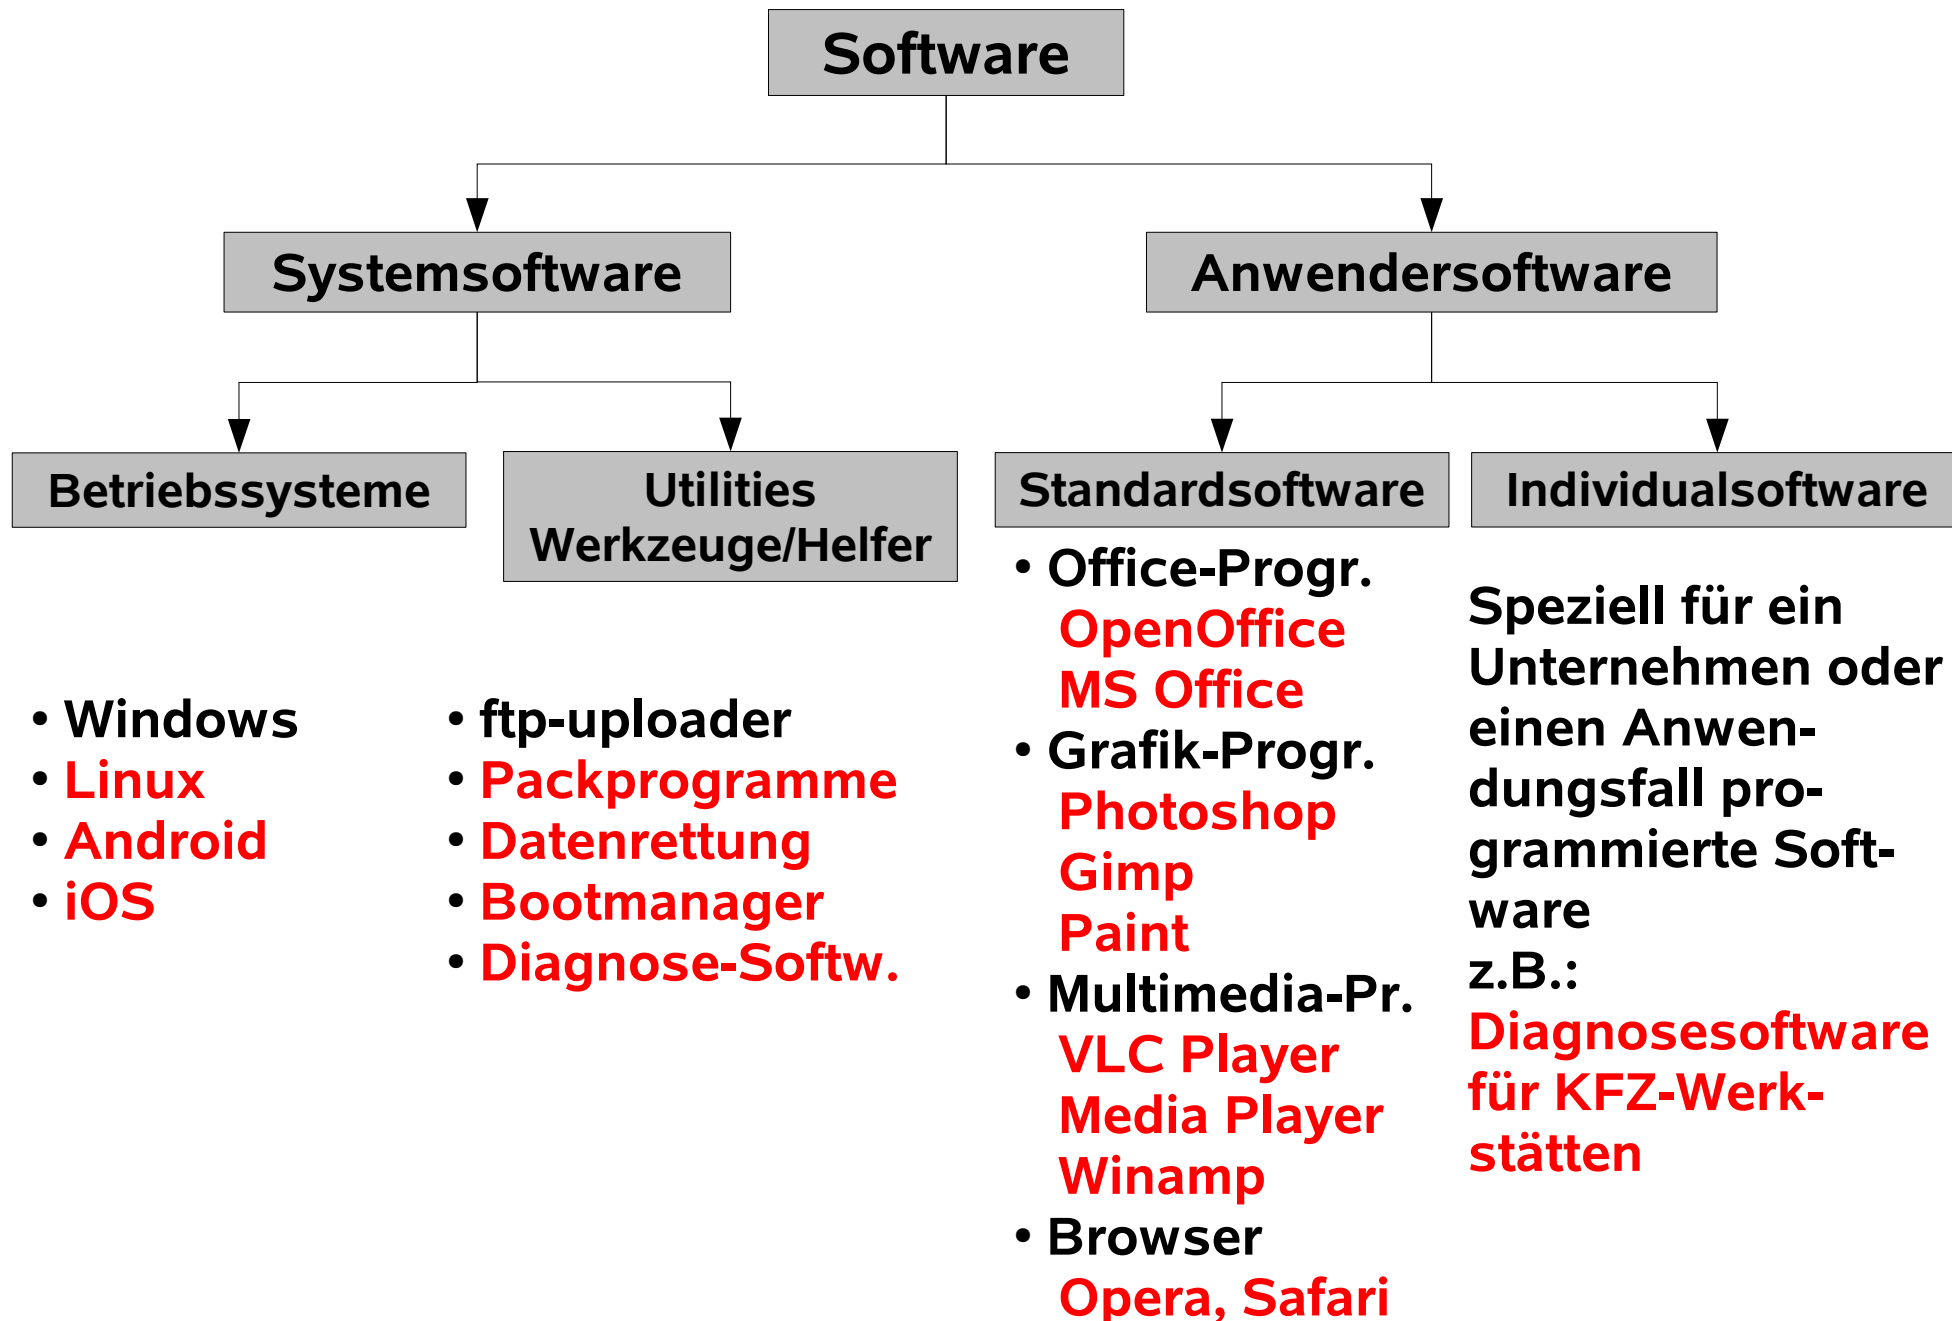 Software
Systemsoftware
Anwendersoftware
Betriebssysteme
Utilities
Werkzeuge/Helfer
Standardsoftware
Individualsoftware
• Windows
• Linux
• Android
• iOS
• ftp-uploader
• Packprogramme
• Datenrettung
• Bootmanager
• Diagnose-Softw.
• Office-Progr.
OpenOffice
MS Office
• Grafik-Progr.
Photoshop
Gimp
Paint
• Multimedia-Pr.
VLC Player
Media Player
Winamp
• Browser
Opera, Safari
Speziell für ein
Unternehmen oder
einen Anwen-
dungsfall pro-
grammierte Soft-
ware
z.B.:
Diagnosesoftware
für KFZ-Werk-
stätten